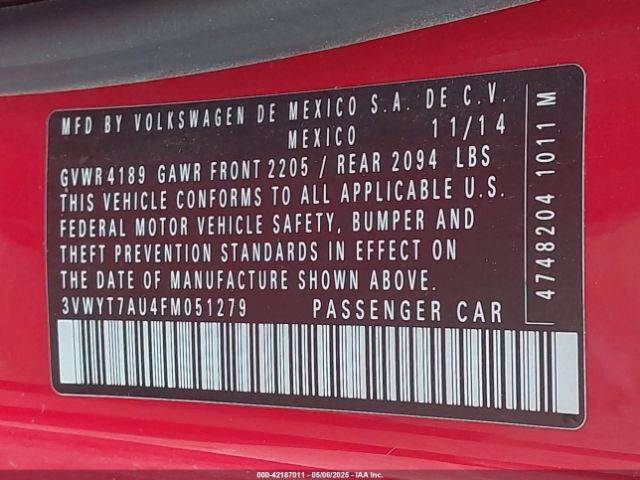 MFD BY VOLKSWAGEN DE MEXICO S.A. DE C.V.
MEXICO 11/14
GVWR 4189 GAWR FRONT 2205 / REAR 2094 LBS
THIS VEHICLE CONFORMS TO ALL APPLICABLE U.S.
FEDERAL MOTOR VEHICLE SAFETY, BUMPER AND
THEFT PREVENTION STANDARDS IN EFFECT ON
THE DATE OF MANUFACTURE SHOWN ABOVE.
3VWYT7AU4FM051279 PASSENGER CAR
4748204 1011 M
000-42187011 - 05/06/2025 - IAA Inc.